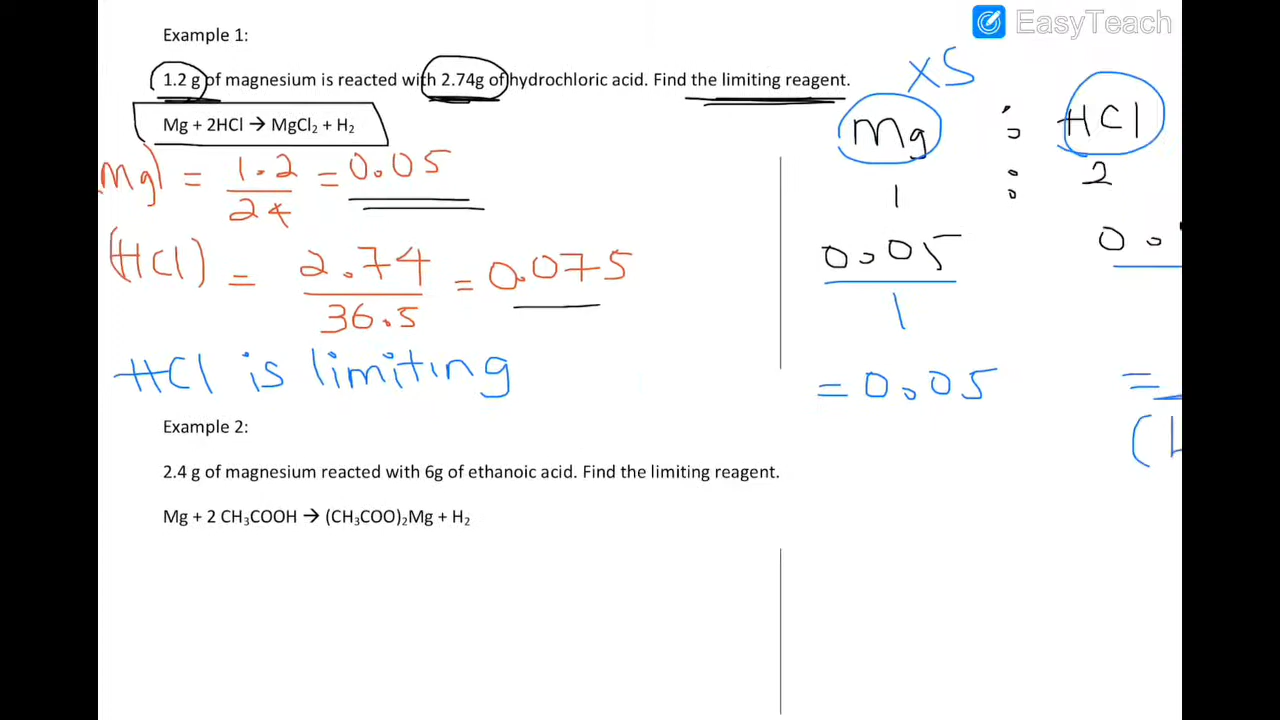 EasyTeach
Example 1:
1.2 g of magnesium is reacted with 2.74g of hydrochloric acid. Find the limiting reagent.
Mg + 2HCl → MgCl₂ + H₂
Mg) = 1.2/24 = 0.05
(HCl) = 2.74/36.5 = 0.075
HCl is limiting
XS
Mg : HCl
1 : 2
0.05 0.
1
= 0.05 =
(
Example 2:
2.4 g of magnesium reacted with 6g of ethanoic acid. Find the limiting reagent.
Mg + 2 CH₃COOH → (CH₃COO)₂Mg + H₂